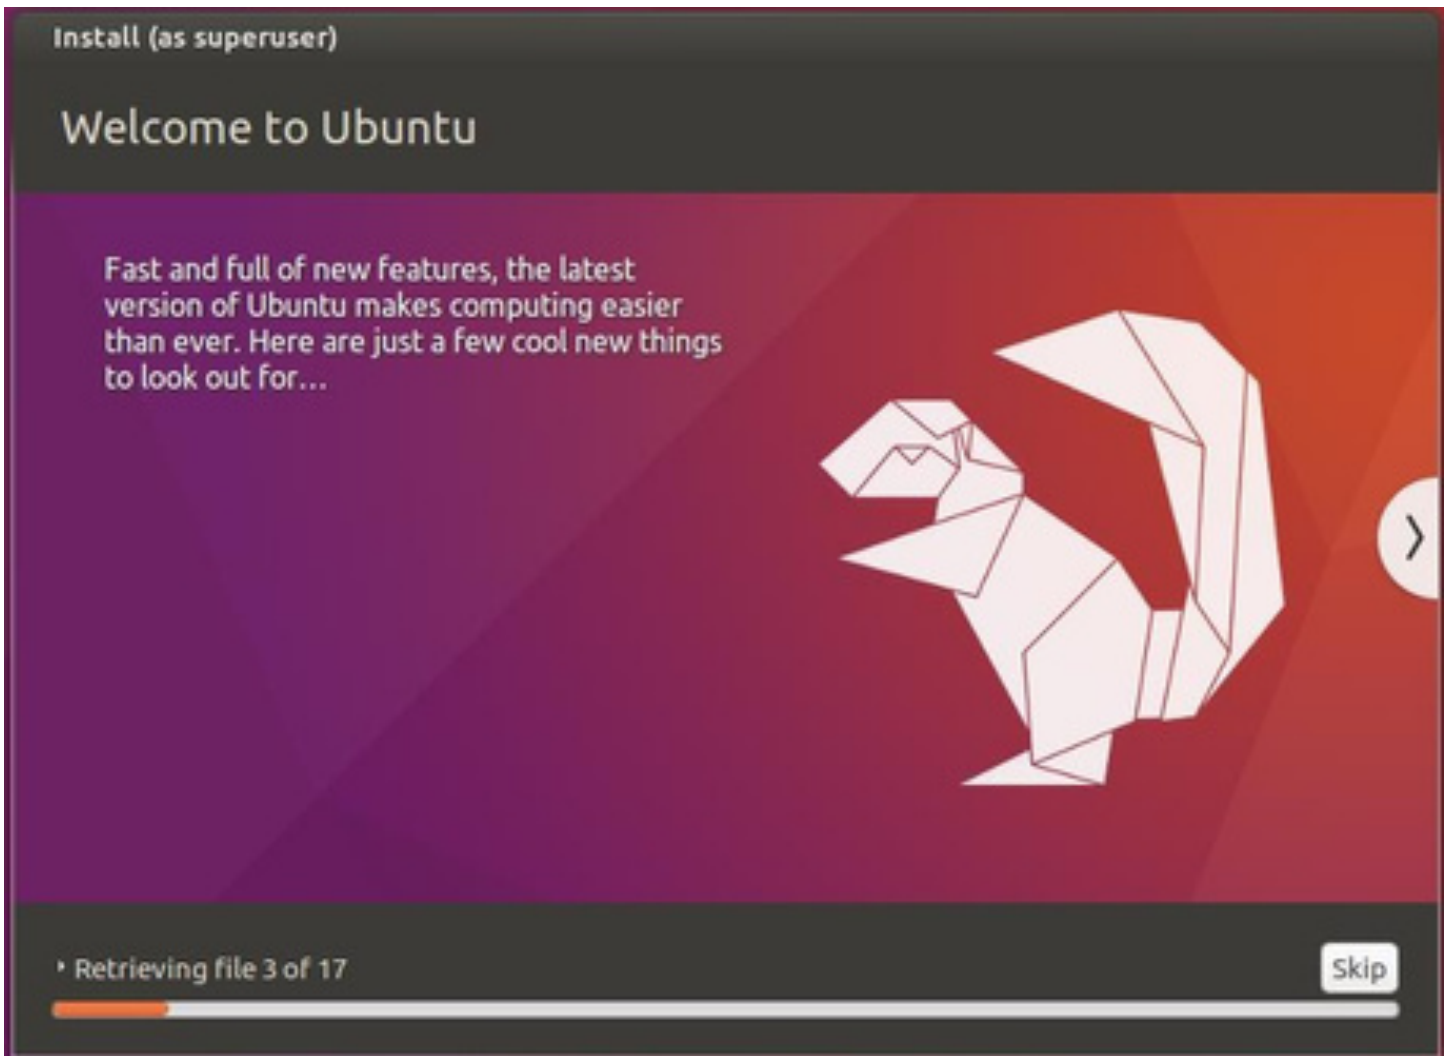 Install (as superuser)
Welcome to Ubuntu
Fast and full of new features, the latest
version of Ubuntu makes computing easier
than ever. Here are just a few cool new things
to look out for...
Retrieving file 3 of 17
Skip